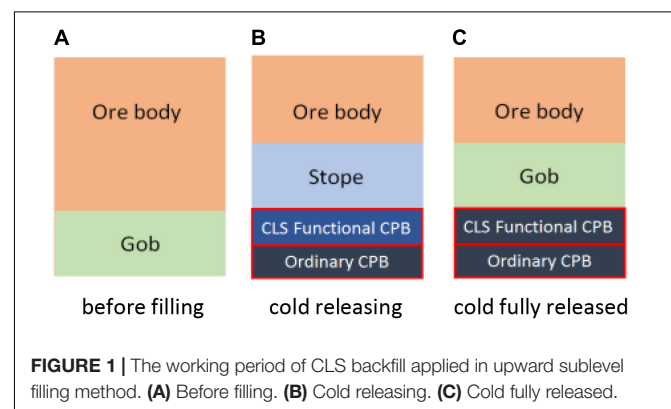 A
B
C
Ore body
Ore body
Ore body
Stope
Gob
Gob
CLS Functional CPB
CLS Functional CPB
Ordinary CPB
Ordinary CPB
before filling
cold releasing
cold fully released
FIGURE 1 | The working period of CLS backfill applied in upward sublevel
filling method. (A) Before filling. (B) Cold releasing. (C) Cold fully released.